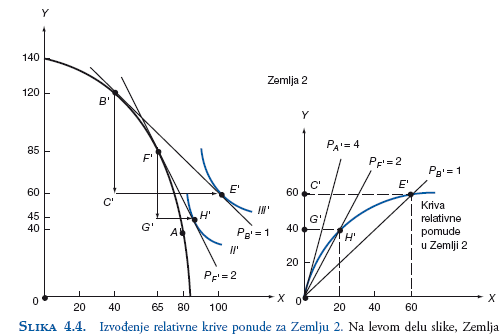 Y
140
120
85
60
45
40
0
20 40 65 80 100
X
B'
F'
C'
G'
A'
E'
H'
III'
II'
P_B' = 1
P_F' = 2
Zemlja 2
Y
P_A' = 4
P_F' = 2
P_B' = 1
60
40
20
0
20 40 60
X
C'
G'
E'
H'
Kriva
relativne
ponude
u Zemlji 2
SLIKA 4.4. Izvođenje relativne krive ponude za Zemlju 2. Na levom delu slike, Zemlja